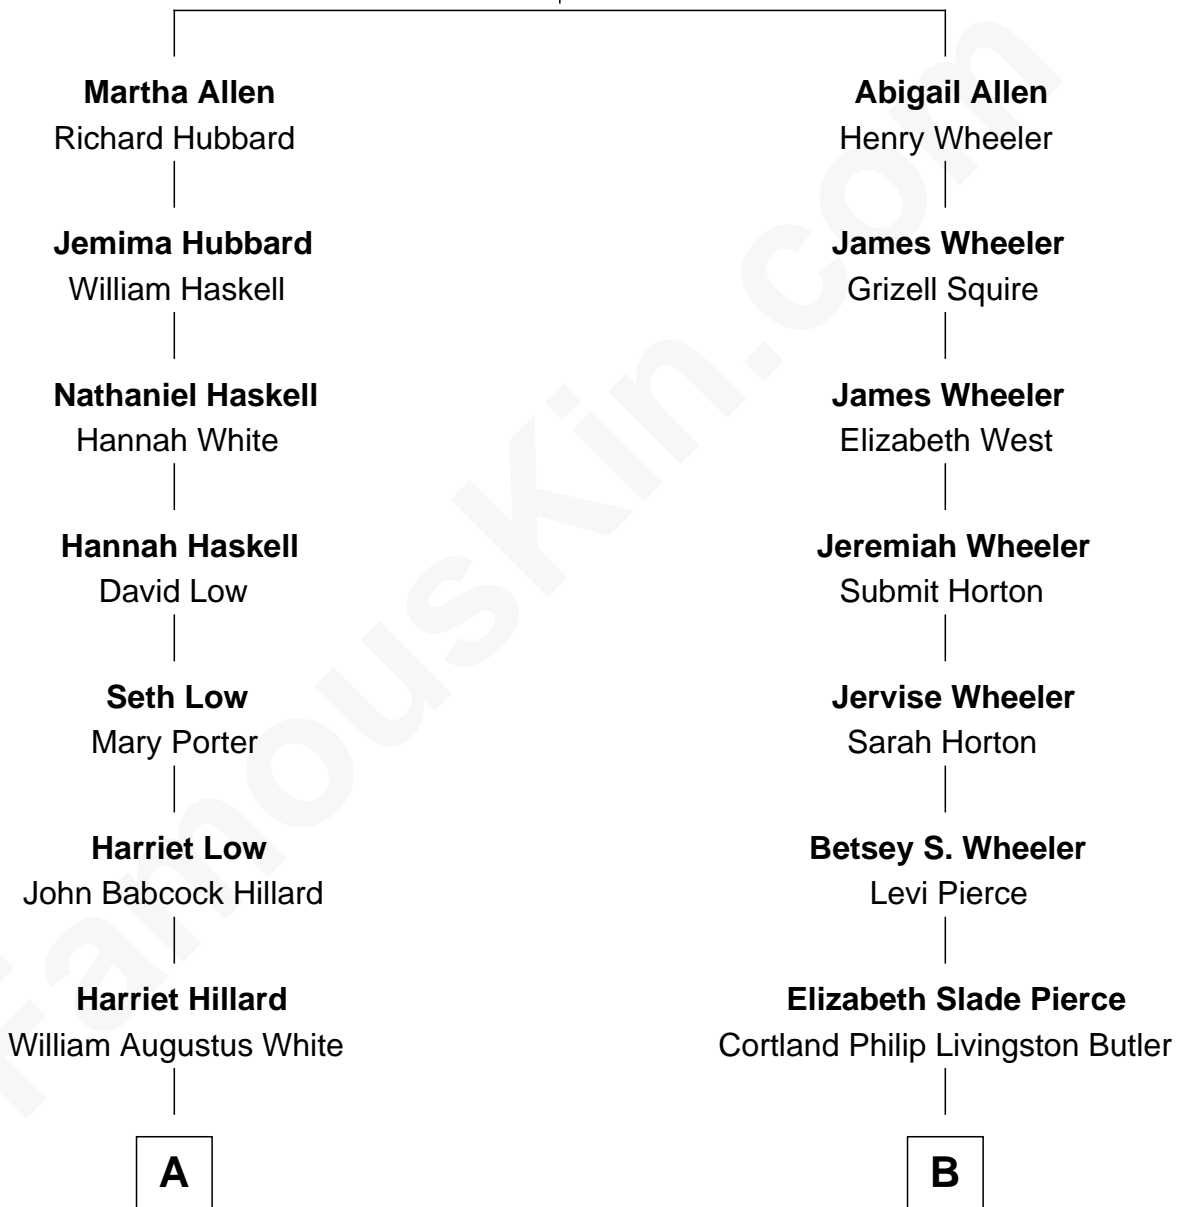 Martha Allen
Richard Hubbard
Jemima Hubbard
William Haskell
Nathaniel Haskell
Hannah White
Hannah Haskell
David Low
Seth Low
Mary Porter
Harriet Low
John Babcock Hillard
Harriet Hillard
William Augustus White
A
Abigail Allen
Henry Wheeler
James Wheeler
Grizell Squire
James Wheeler
Elizabeth West
Jeremiah Wheeler
Submit Horton
Jervise Wheeler
Sarah Horton
Betsey S. Wheeler
Levi Pierce
Elizabeth Slade Pierce
Cortland Philip Livingston Butler
B
FamousKin.com